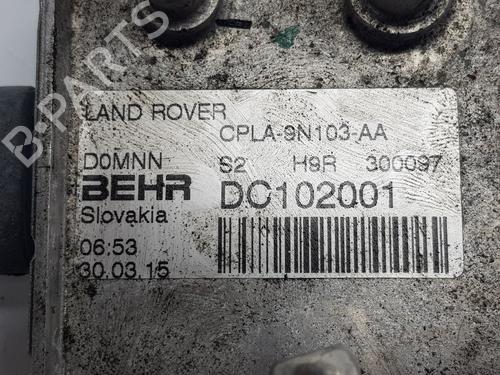 B-PARTS
LAND ROVER
CPLA-9N103-AA
D0MNN S2 H9R 300097
BEHR DC102001
Slovakia
06:53
30.03.15